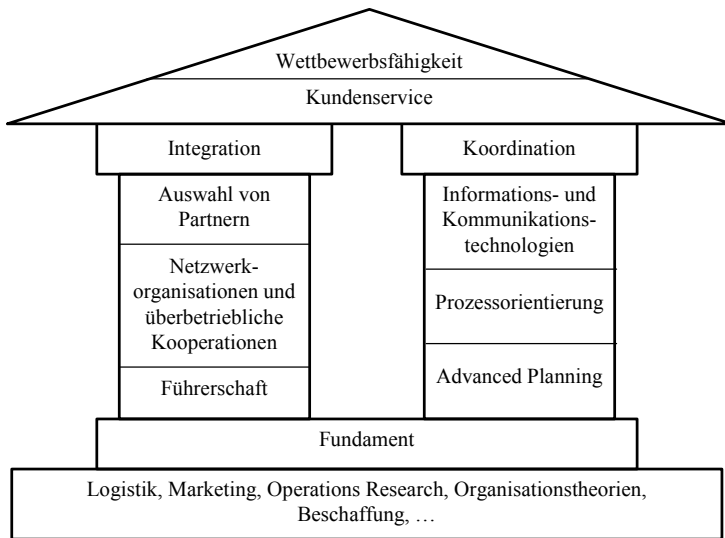 Wettbewerbsfähigkeit
Kundenservice
Integration
Koordination
Auswahl von
Partnern
Netzwerk-
organisationen und
überbetriebliche
Kooperationen
Führerschaft
Informations- und
Kommunikations-
technologien
Prozessorientierung
Advanced Planning
Fundament
Logistik, Marketing, Operations Research, Organisationstheorien,
Beschaffung, …